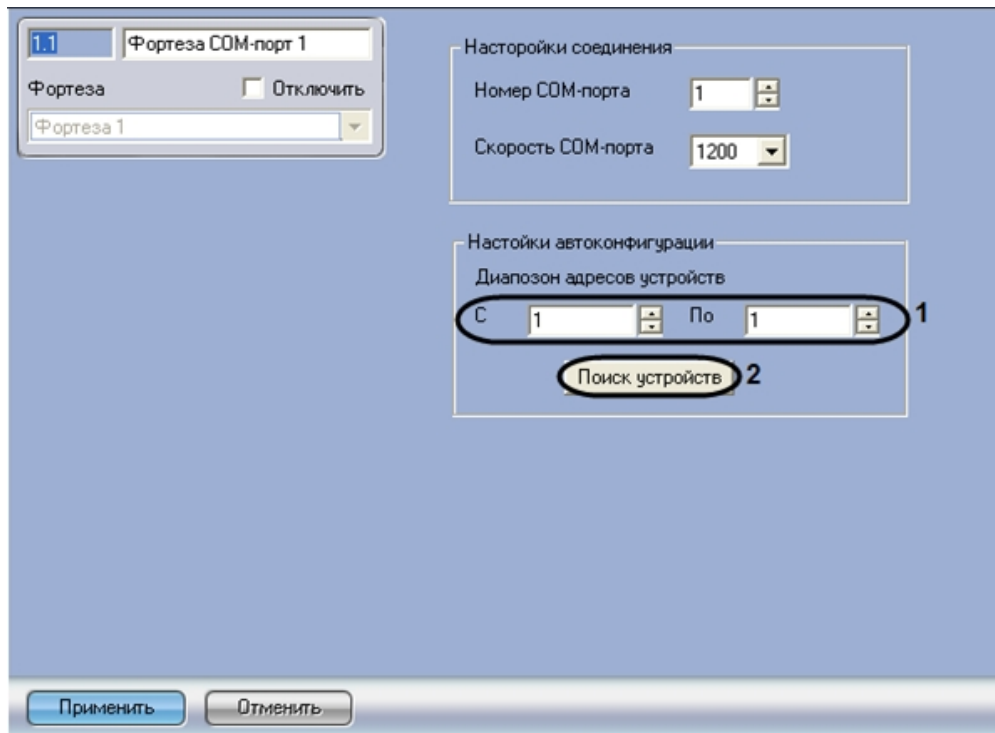 1.1 Фортеза COM-порт 1
Фортеза Отключить
Фортеза 1
Насторойки соединения
Номер COM-порта 1
Скорость COM-порта 1200
Настойки автоконфигурации
Диапозон адресов устройств
С 1 По 1 1
Поиск устройств 2
Применить Отменить